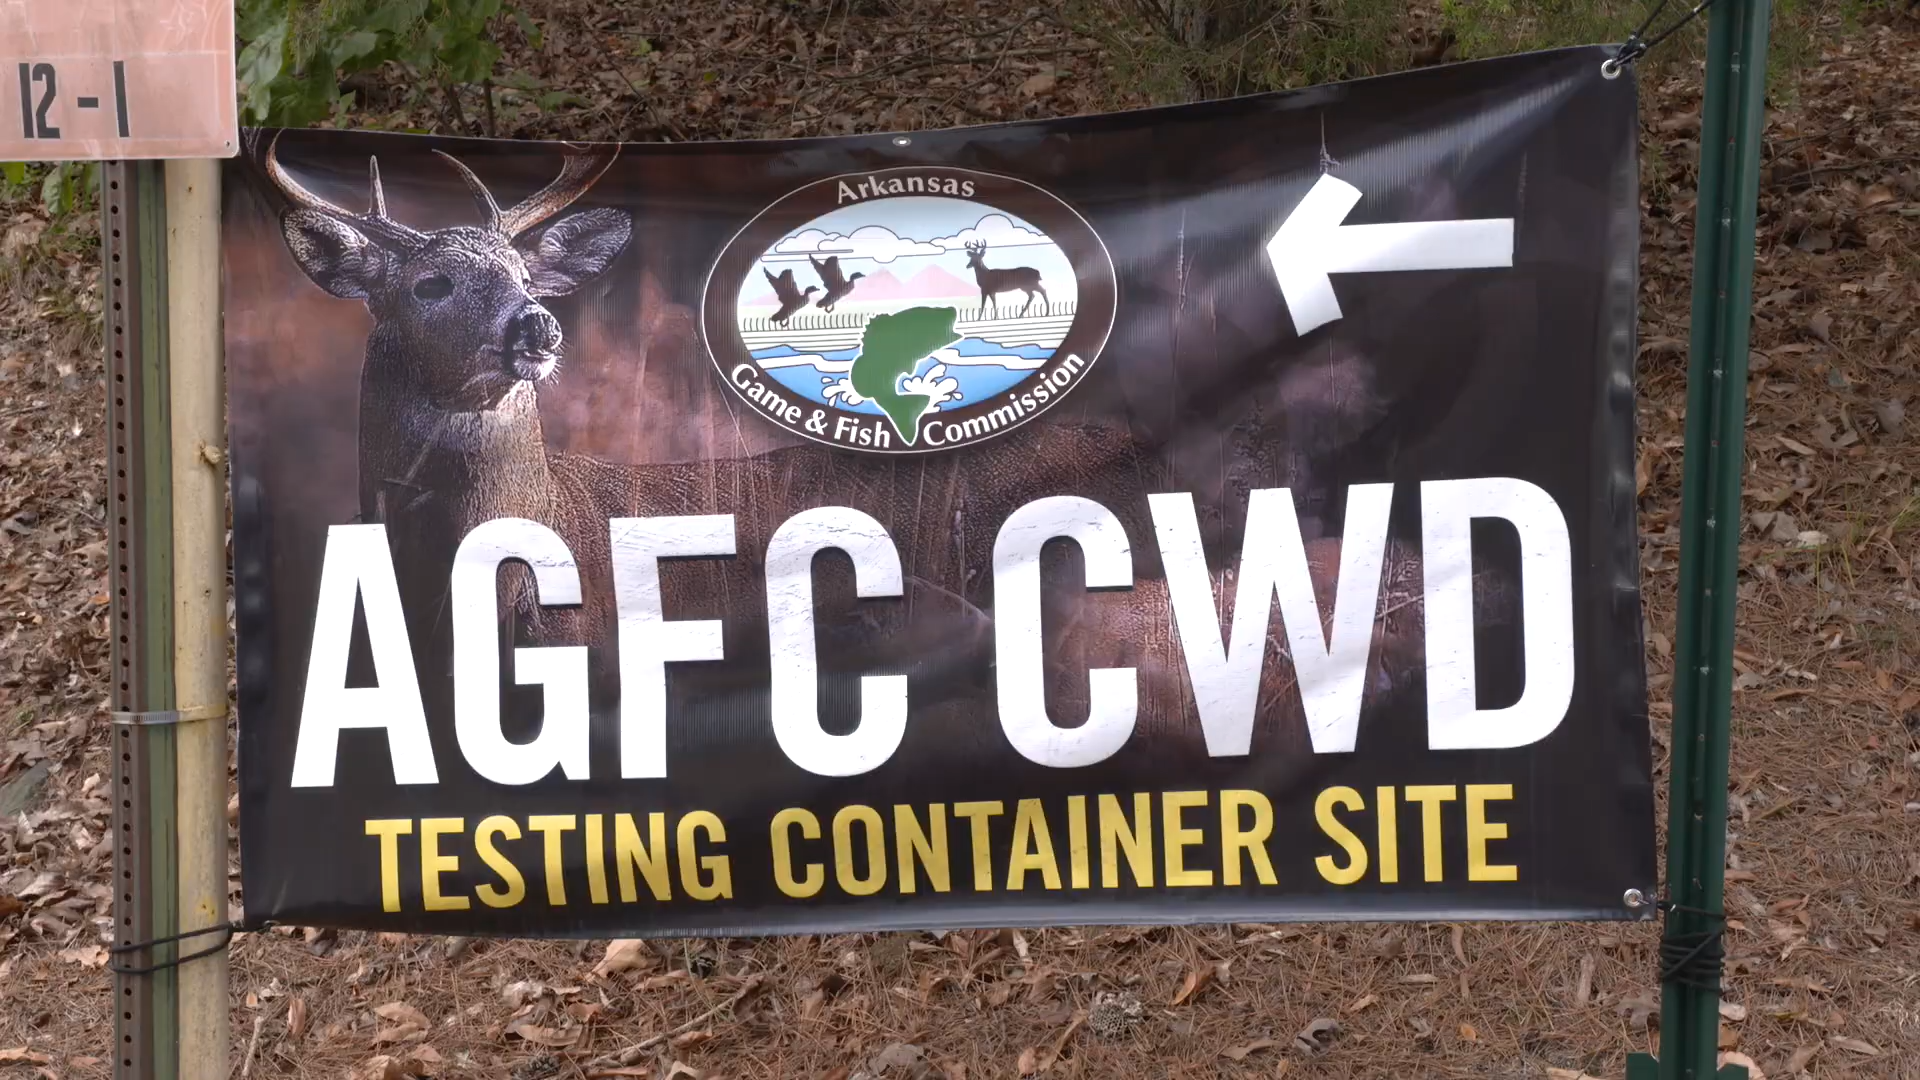 12 - 1
Arkansas
Game & Fish Commission
AGFC CWD
TESTING CONTAINER SITE